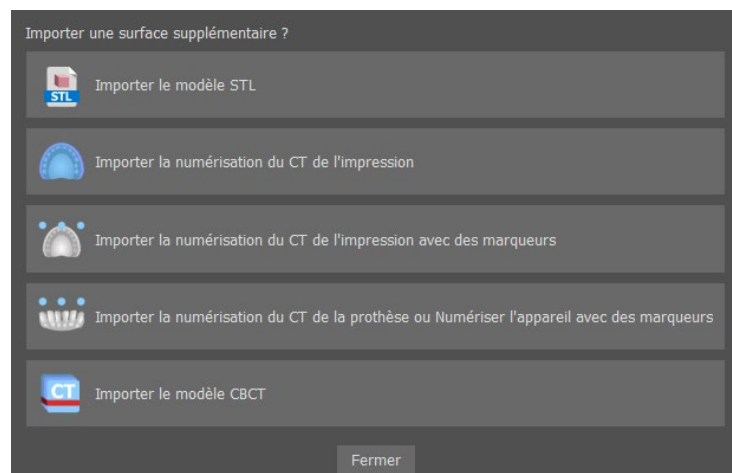 Importer une surface supplémentaire ?
STL
Importer le modèle STL
Importer la numérisation du CT de l'impression
Importer la numérisation du CT de l'impression avec des marqueurs
Importer la numérisation du CT de la prothèse ou Numériser l'appareil avec des marqueurs
CT
Importer le modèle CBCT
Fermer